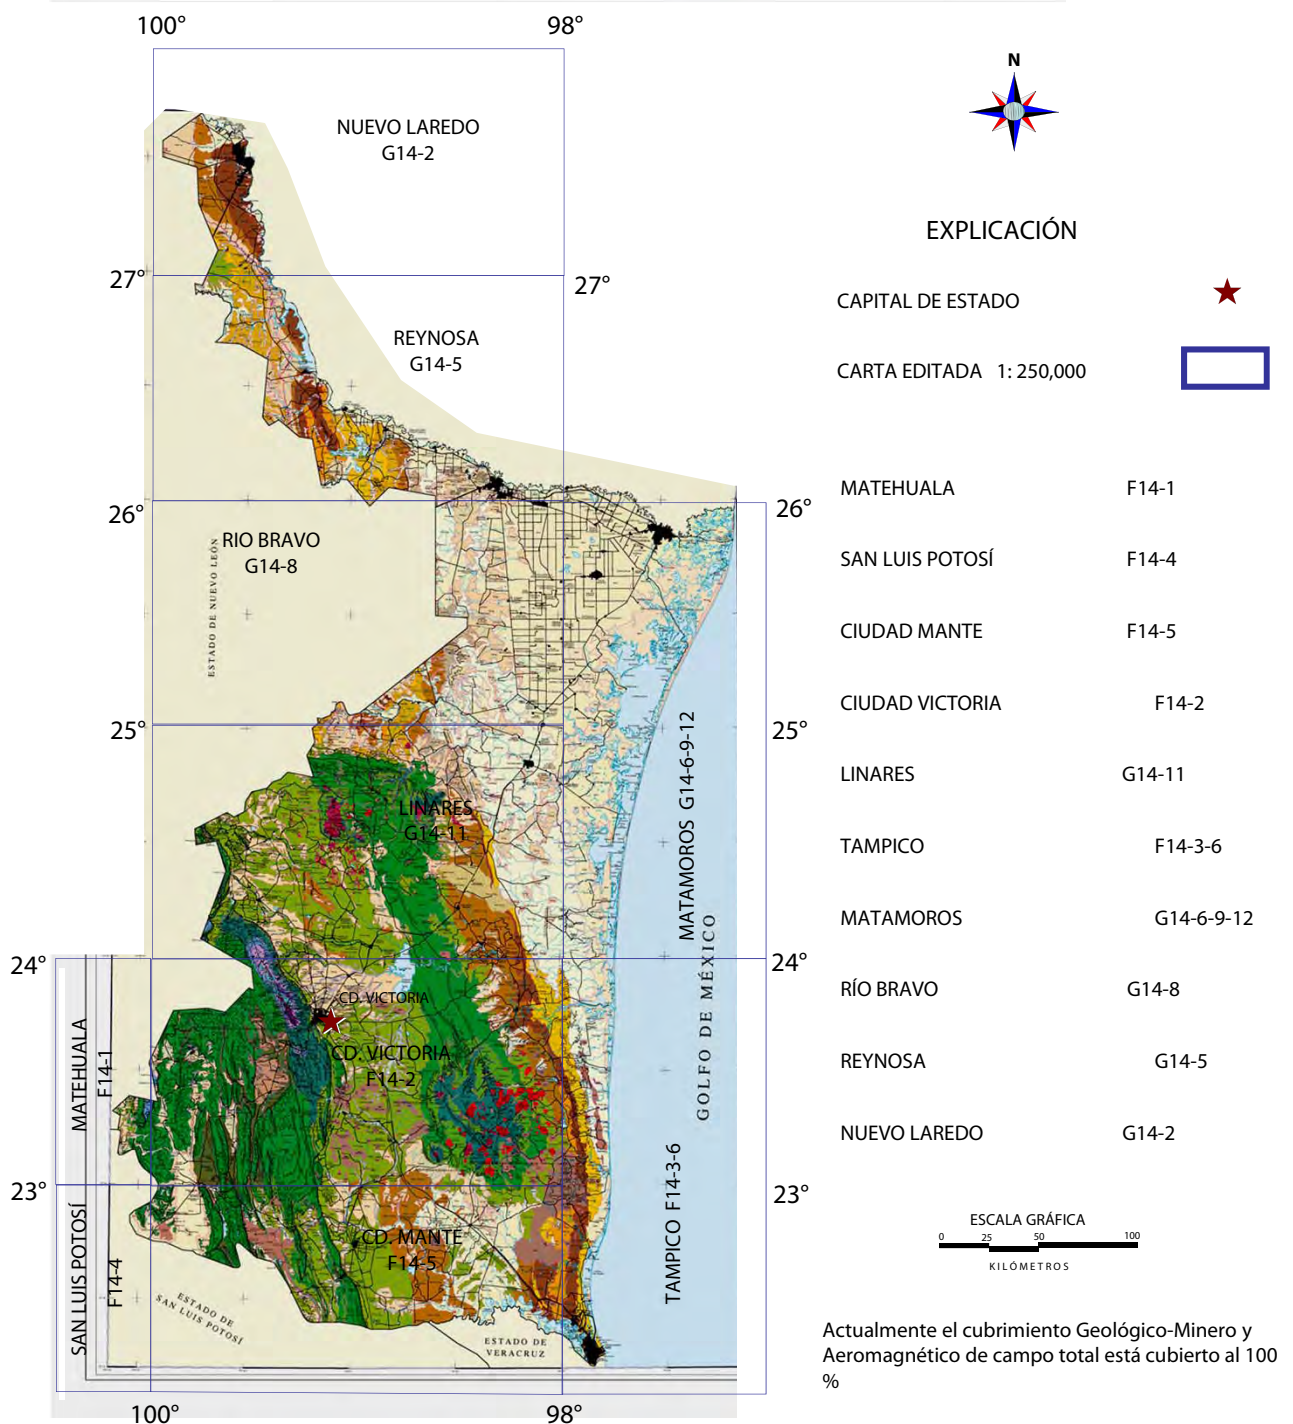 100°
98°
N
NUEVO LAREDO
G14-2
EXPLICACIÓN
27°
27°
CAPITAL DE ESTADO
REYNOSA
G14-5
CARTA EDITADA 1: 250,000
MATEHUALA F14-1
26°
26°
RIO BRAVO
G14-8
ESTADO DE NUEVO LEÓN
SAN LUIS POTOSÍ F14-4
CIUDAD MANTE F14-5
CIUDAD VICTORIA F14-2
25°
25°
MATAMOROS G14-6-9-12
LINARES G14-11
LINARES
G14-11
TAMPICO F14-3-6
MATAMOROS G14-6-9-12
GOLFO DE MÉXICO
24°
24°
RÍO BRAVO G14-8
CD. VICTORIA
CD. VICTORIA
F14-2
MATEHUALA
F14-1
REYNOSA G14-5
NUEVO LAREDO G14-2
23°
23°
TAMPICO F14-3-6
SAN LUIS POTOSÍ
F14-4
CD. MANTE
F14-5
ESCALA GRÁFICA
0 25 50 100
KILÓMETROS
ESTADO DE
SAN LUIS POTOSÍ
ESTADO DE
VERACRUZ
Actualmente el cubrimiento Geológico-Minero y
Aeromagnético de campo total está cubierto al 100
%
100°
98°